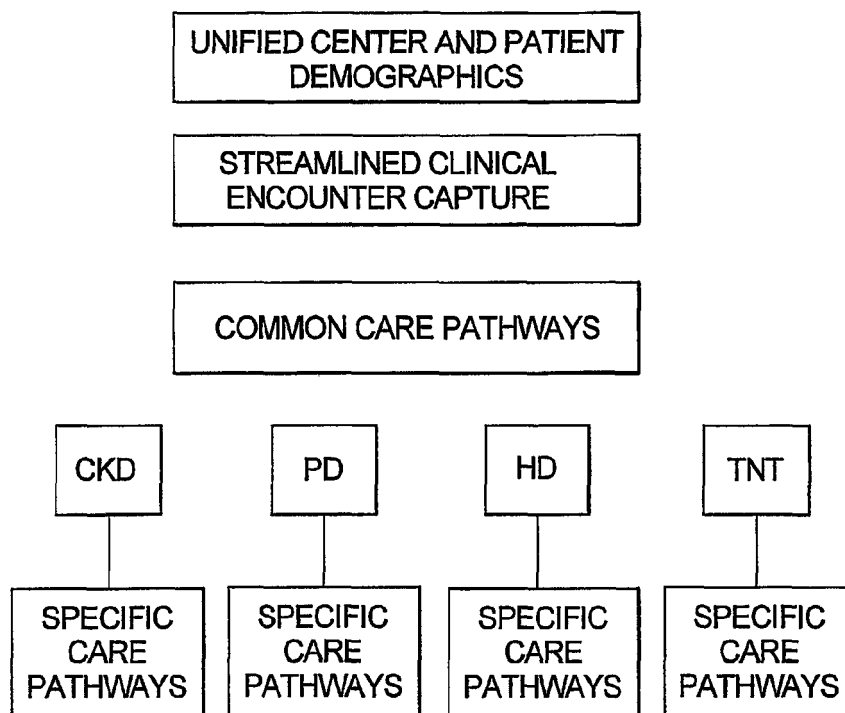 UNIFIED CENTER AND PATIENT
DEMOGRAPHICS
STREAMLINED CLINICAL
ENCOUNTER CAPTURE
COMMON CARE PATHWAYS
CKD
PD
HD
TNT
SPECIFIC
CARE
PATHWAYS
SPECIFIC
CARE
PATHWAYS
SPECIFIC
CARE
PATHWAYS
SPECIFIC
CARE
PATHWAYS